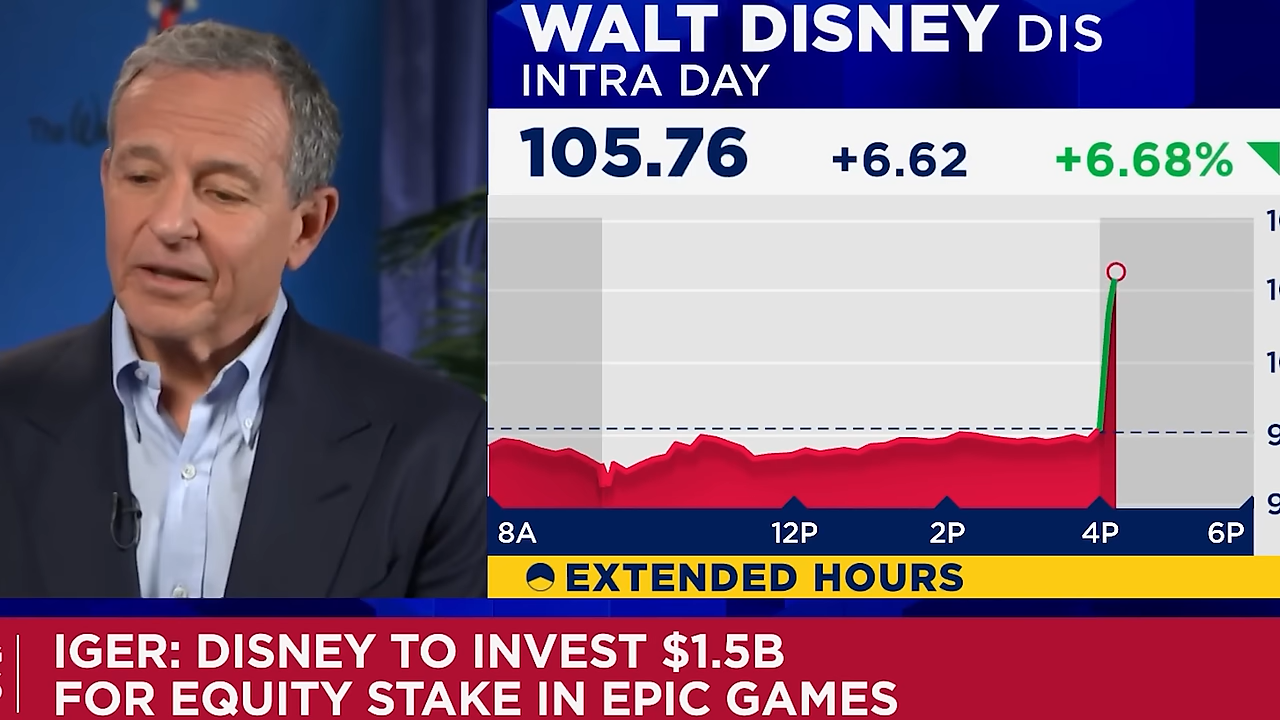 WALT DISNEY DIS
INTRA DAY
105.76 +6.62 +6.68%
8A 12P 2P 4P 6P
EXTENDED HOURS
IGER: DISNEY TO INVEST $1.5B
FOR EQUITY STAKE IN EPIC GAMES